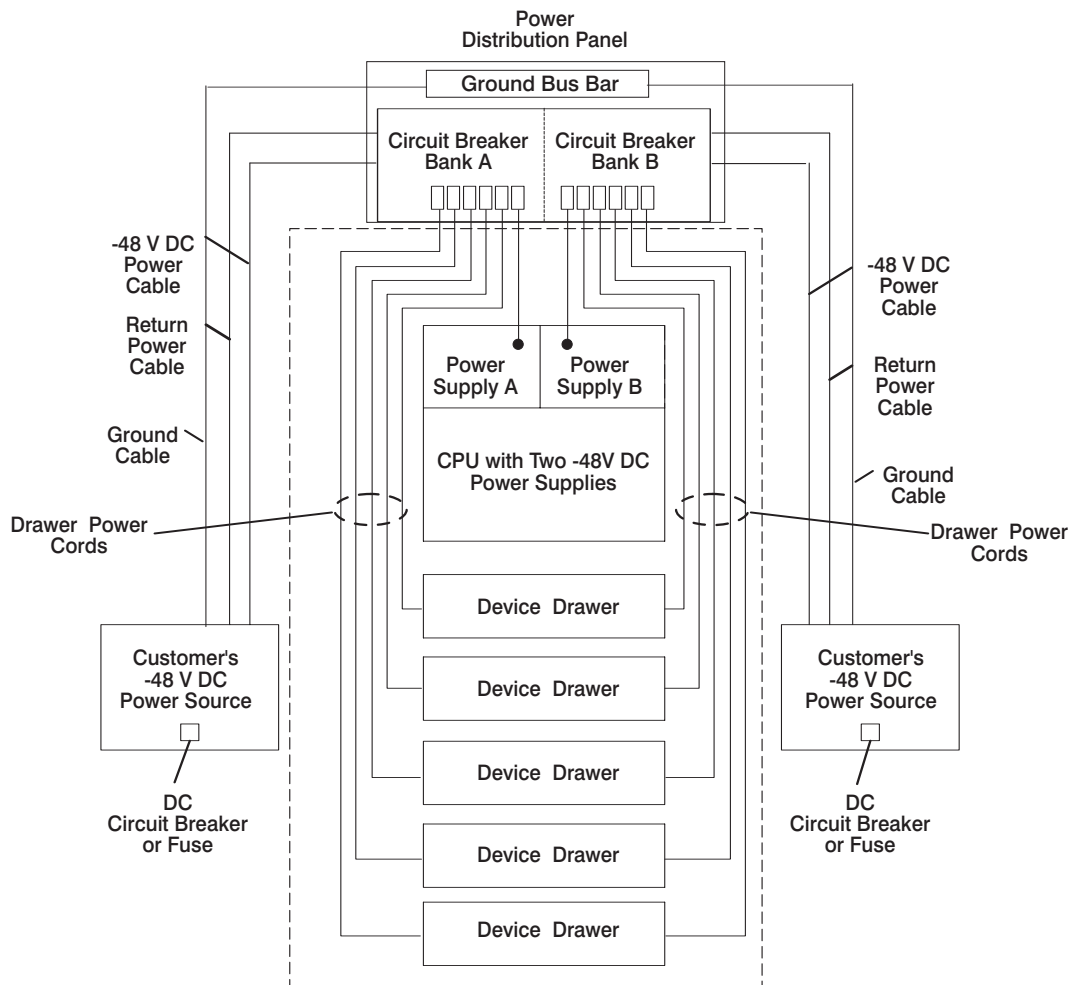 Power
Distribution Panel
Ground Bus Bar
Circuit Breaker
Bank A
Circuit Breaker
Bank B
-48 V DC
Power
Cable
-48 V DC
Power
Cable
Return
Power
Cable
Power
Supply A
Power
Supply B
Return
Power
Cable
Ground
Cable
CPU with Two -48V DC
Power Supplies
Ground
Cable
Drawer Power
Cords
Drawer Power
Cords
Device Drawer
Customer's
-48 V DC
Power Source
Device Drawer
Customer's
-48 V DC
Power Source
Device Drawer
DC
Circuit Breaker
or Fuse
DC
Circuit Breaker
or Fuse
Device Drawer
Device Drawer